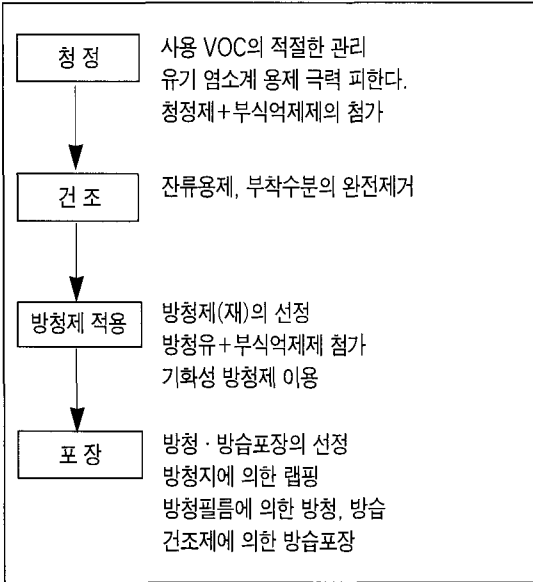 청 정
사용 VOC의 적절한 관리
유기 염소계 용제 극력 피한다.
청정제+부식억제제의 첨가
건 조
잔류용제, 부착수분의 완전제거
방청제 적용
방청제(재)의 선정
방청유+부식억제제 첨가
기화성 방청제 이용
포 장
방청 · 방습포장의 선정
방청지에 의한 랩핑
방청필름에 의한 방청, 방습
건조제에 의한 방습포장